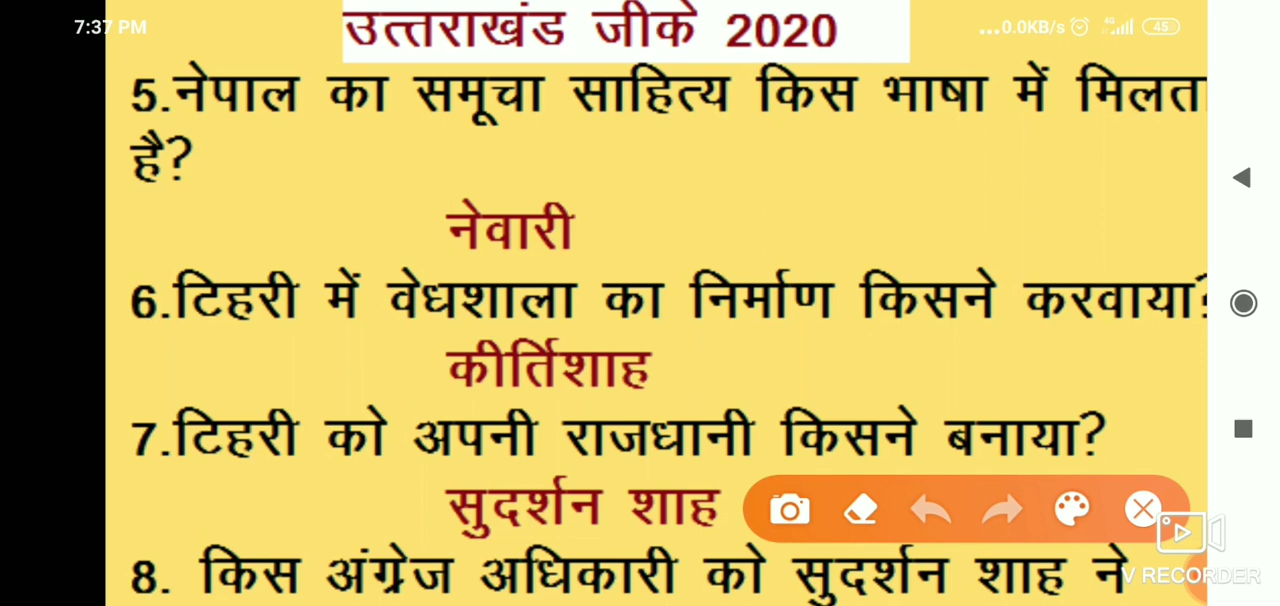 7:37 PM
उत्तराखंड जीके 2020
...0.0KB/s 4G 45
5.नेपाल का समूचा साहित्य किस भाषा में मिलता
है?
नेवारी
6.टिहरी में वेधशाला का निर्माण किसने करवाया?
कीर्तिशाह
7.टिहरी को अपनी राजधानी किसने बनाया?
सुदर्शन शाह
8. किस अंग्रेज अधिकारी को सुदर्शन शाह ने
V RECORDER